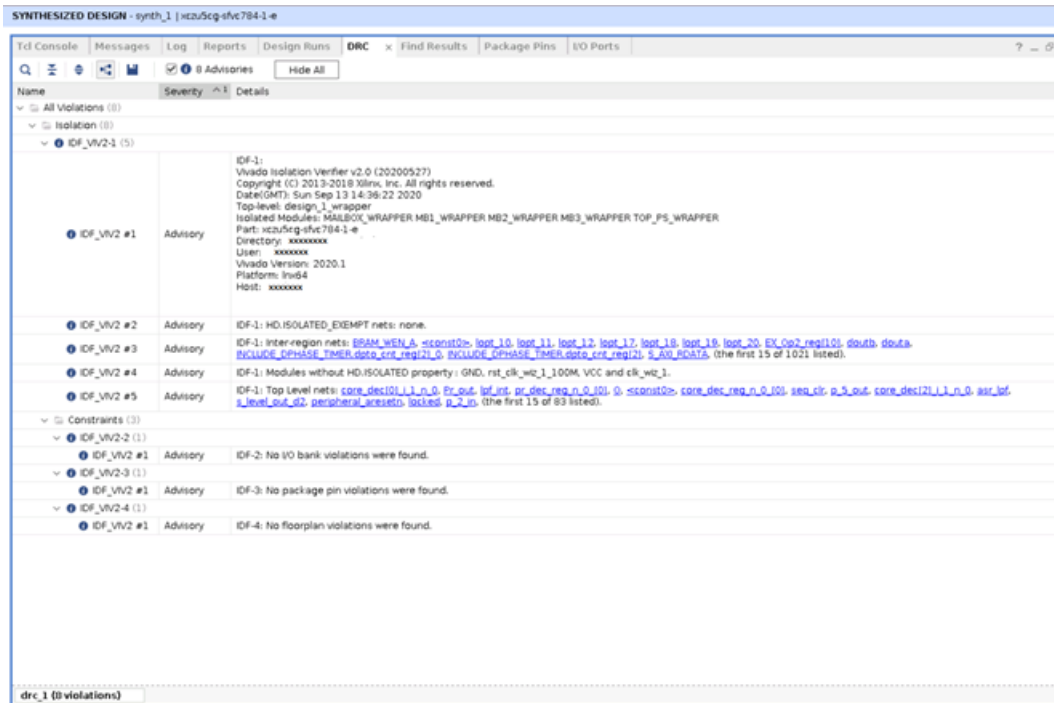 SYNTHESIZED DESIGN - synth_1 | xczu5cg-sfvc784-1-e
Tcl Console Messages Log Reports Design Runs DRC × Find Results Package Pins I/O Ports ? _
8 Advisories Hide All
Name Severity ^1 Details
All Violations (8)
Isolation (8)
IDF_VIV2-1 (5)
IDF_VIV2 #1 Advisory
IDF-1:
Vivado Isolation Verifier v2.0 (20200527)
Copyright (C) 2013-2018 Xilinx, Inc. All rights reserved.
Date(GMT): Sun Sep 13 14:36:22 2020
Top-level: design_1_wrapper
Isolated Modules: MAILBOX_WRAPPER MB1_WRAPPER MB2_WRAPPER MB3_WRAPPER TOP_PS_WRAPPER
Part: xczu5cg-sfvc784-1-e
Directory: xxxxxxxx
User: xxxxxxx
Vivado Version: 2020.1
Platform: lnx64
Host: xxxxxxx
IDF_VIV2 #2 Advisory IDF-1: HD.ISOLATED_EXEMPT nets: none.
IDF_VIV2 #3 Advisory IDF-1: Inter-region nets: BRAM_WEN_A, <const0>, lopt_10, lopt_11, lopt_12, lopt_17, lopt_18, lopt_19, lopt_20, EX_Op2_reg[10], doutb, douta,
INCLUDE_DPHASE_TIMER.dpto_cnt_reg[2]_0, INCLUDE_DPHASE_TIMER.dpto_cnt_reg[2], S_AXI_RDATA, (the first 15 of 1021 listed).
IDF_VIV2 #4 Advisory IDF-1: Modules without HD.ISOLATED property : GND, rst_clk_wiz_1_100M, VCC and clk_wiz_1.
IDF_VIV2 #5 Advisory IDF-1: Top Level nets: core_dec[0]_i_1_n_0, Pr_out, lpf_int, pr_dec_reg_n_0_[0], Q, <const0>, core_dec_reg_n_0_[0], seq_clr, p_5_out, core_dec[2]_i_1_n_0, asr_lpf,
s_level_out_d2, peripheral_aresetn, locked, p_2_in, (the first 15 of 83 listed).
Constraints (3)
IDF_VIV2-2 (1)
IDF_VIV2 #1 Advisory IDF-2: No I/O bank violations were found.
IDF_VIV2-3 (1)
IDF_VIV2 #1 Advisory IDF-3: No package pin violations were found.
IDF_VIV2-4 (1)
IDF_VIV2 #1 Advisory IDF-4: No floorplan violations were found.
drc_1 (8 violations)